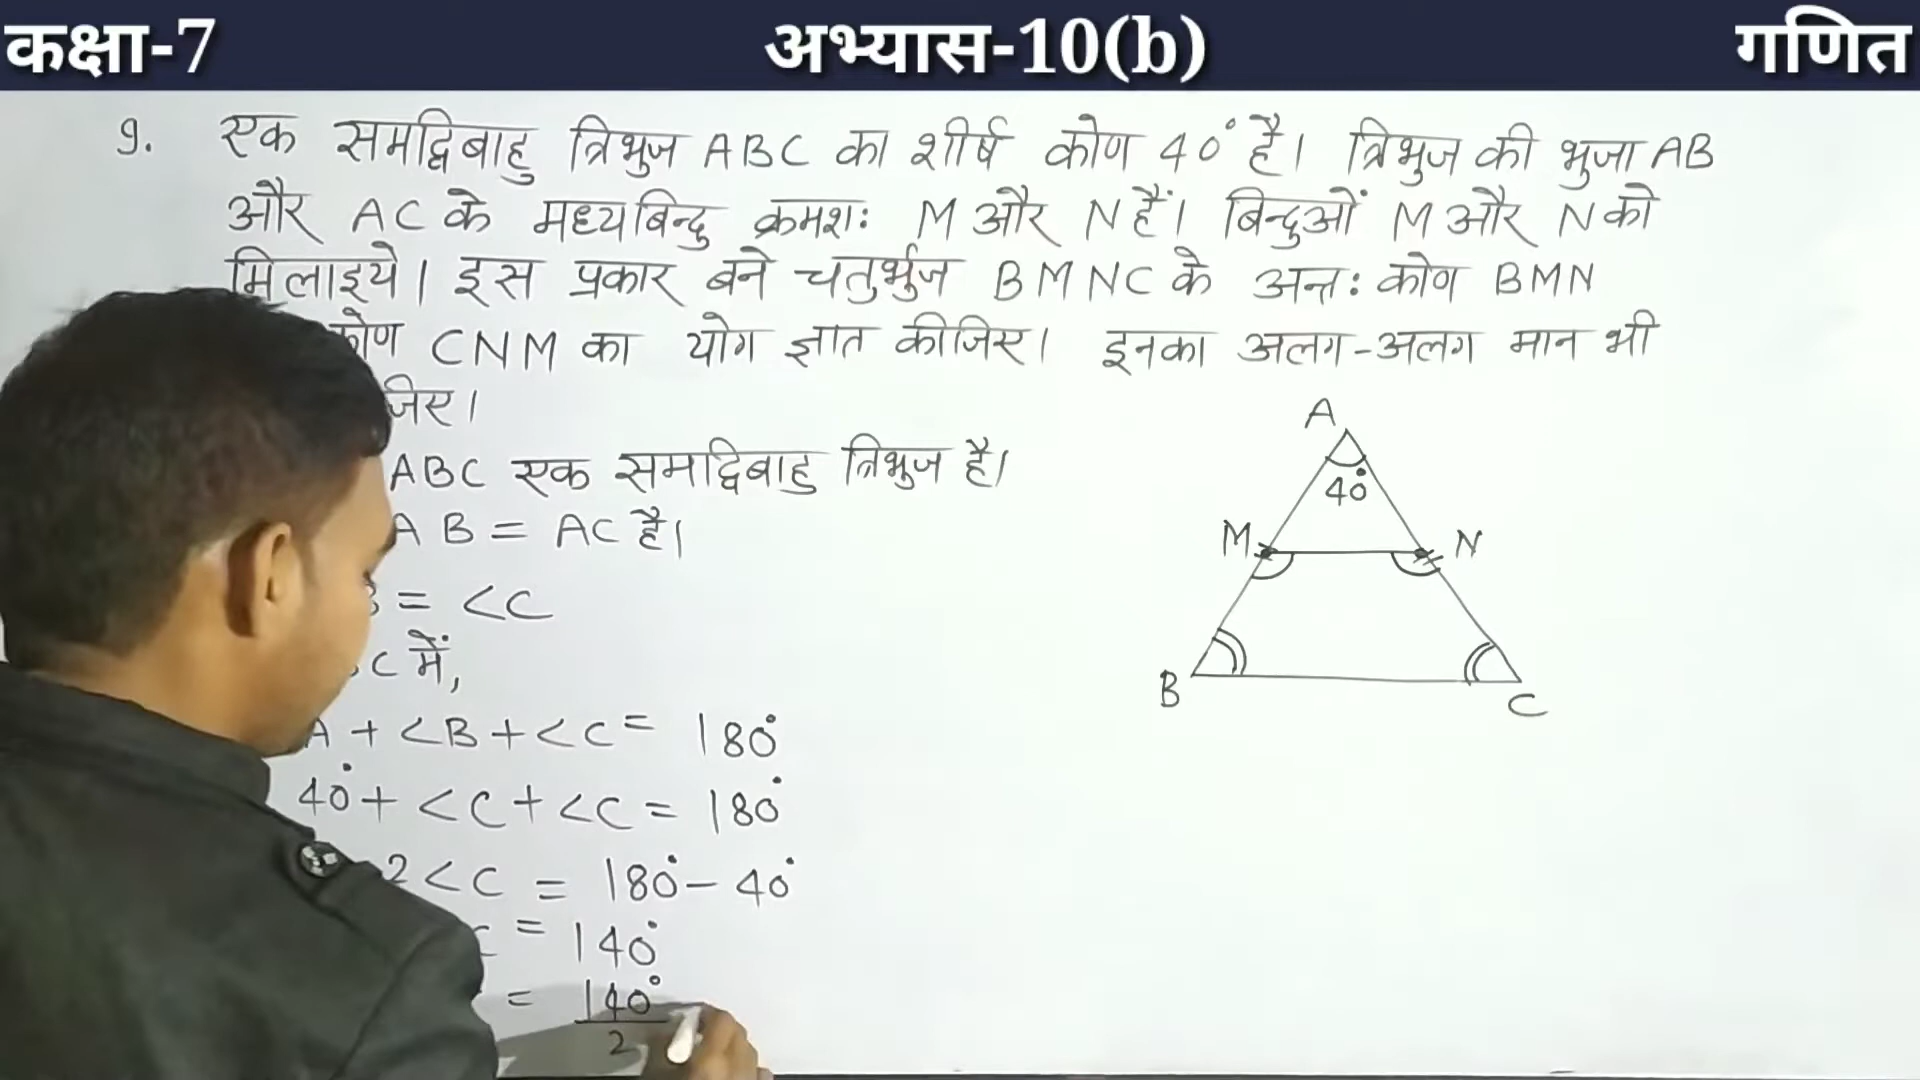 कक्षा-7 अभ्यास-10(b) गणित
9. एक समद्विबाहु त्रिभुज ABC का शीर्ष कोण 40° है। त्रिभुज की भुजा AB
और AC के मध्यबिन्दु क्रमशः M और N हैं। बिन्दुओं M और N को
मिलाइये। इस प्रकार बने चतुर्भुज BMNC के अन्तः कोण BMN
कोण CNM का योग ज्ञात कीजिए। इनका अलग-अलग मान भी
जिए।
ABC एक समाद्विबाहु त्रिभुज है।
AB = AC है।
B = <C
BC में,
A + <B + <C = 180°
40° + <C + <C = 180°
2<C = 180° - 40°
C = 140°
= 140°/2
A
40°
M
N
B
C